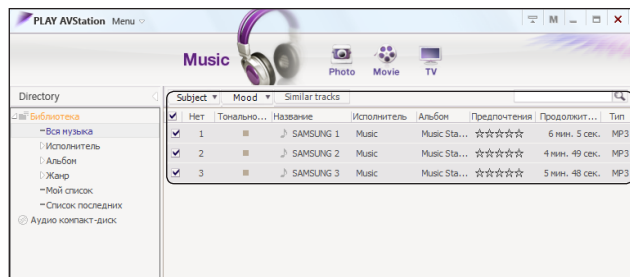 PLAY AVStation Menu
M
Music
Photo Movie TV
Directory
Subject Mood Similar tracks
Библиотека
Нет Тонально... Название Исполнитель Альбом Предпочтения Продолжит... Тип
Вся музыка
1 SAMSUNG 1 Music Music Sta... ☆☆☆☆☆ 6 мин. 5 сек. MP3
Исполнитель
Альбом
2 SAMSUNG 2 Music Music Sta... ☆☆☆☆☆ 4 мин. 49 сек. MP3
Жанр
3 SAMSUNG 3 Music Music Sta... ☆☆☆☆☆ 5 мин. 48 сек. MP3
Мой список
Список последних
Аудио компакт-диск